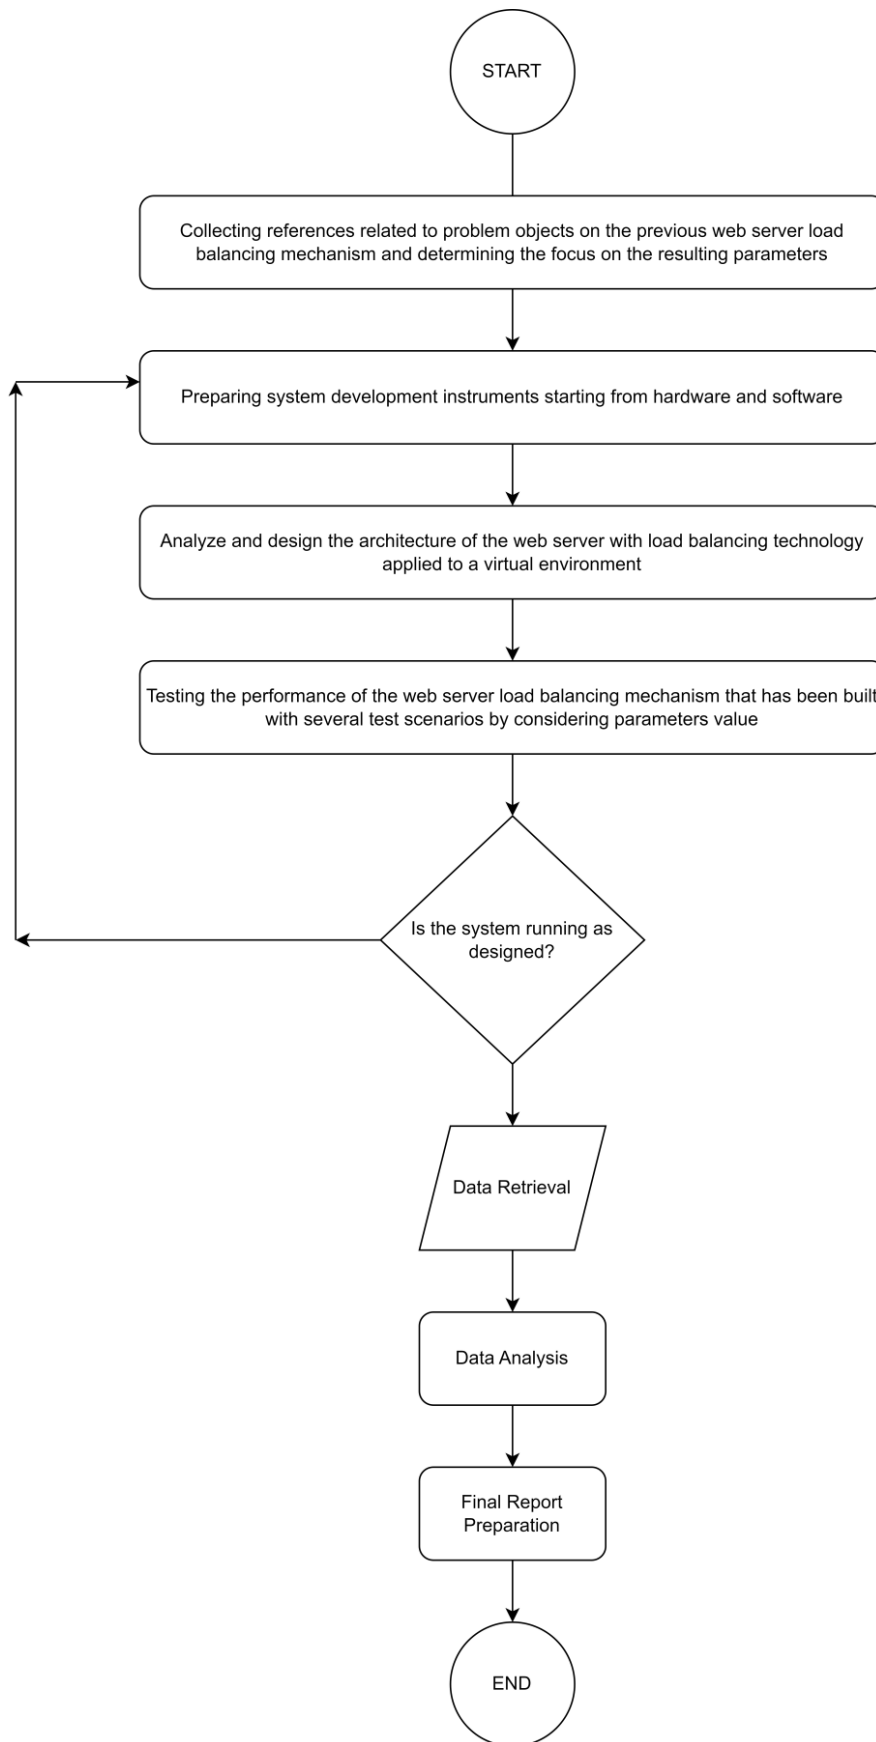 START
Collecting references related to problem objects on the previous web server load
balancing mechanism and determining the focus on the resulting parameters
Preparing system development instruments starting from hardware and software
Analyze and design the architecture of the web server with load balancing technology
applied to a virtual environment
Testing the performance of the web server load balancing mechanism that has been built
with several test scenarios by considering parameters value
Is the system running as
designed?
Data Retrieval
Data Analysis
Final Report
Preparation
END